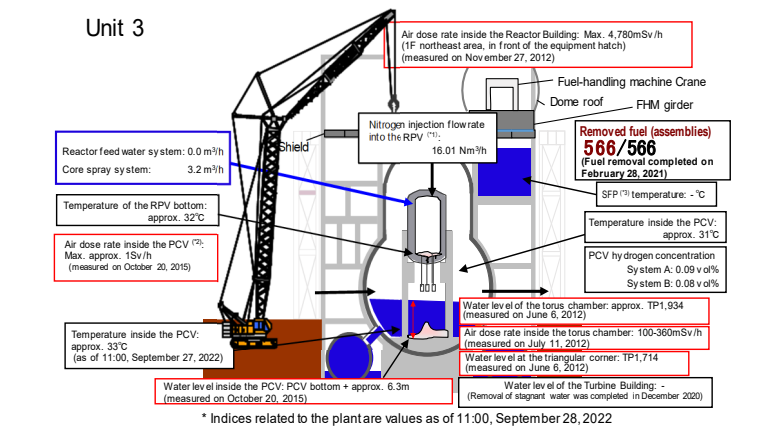 Unit 3
Air dose rate inside the Reactor Building: Max. 4,780mSv/h
(1F northeast area, in front of the equipment hatch)
(measured on November 27, 2012)
Fuel-handling machine Crane
Dome roof
FHM girder
Shield
Nitrogen injection flow rate
into the RPV (*1):
16.01 Nm³/h
Removed fuel (assemblies)
566/566
(Fuel removal completed on
February 28, 2021)
Reactor feed water system: 0.0 m³/h
Core spray system: 3.2 m³/h
SFP (*3) temperature: - ℃
Temperature of the RPV bottom:
approx. 32℃
Temperature inside the PCV:
approx. 31℃
Air dose rate inside the PCV (*2):
Max. approx. 1Sv/h
(measured on October 20, 2015)
PCV hydrogen concentration
System A: 0.09 vol%
System B: 0.08 vol%
Water level of the torus chamber: approx. TP1,934
(measured on June 6, 2012)
Air dose rate inside the torus chamber: 100-360mSv/h
(measured on July 11, 2012)
Water level at the triangular corner: TP1,714
(measured on June 6, 2012)
Temperature inside the PCV:
approx. 33℃
(as of 11:00, September 27, 2022)
Water level inside the PCV: PCV bottom + approx. 6.3m
(measured on October 20, 2015)
Water level of the Turbine Building: -
(Removal of stagnant water was completed in December 2020)
* Indices related to the plant are values as of 11:00, September 28, 2022